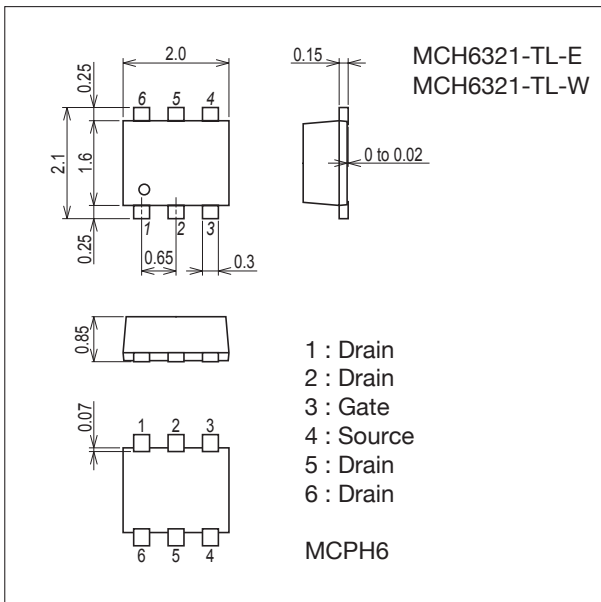 MCH6321-TL-E
MCH6321-TL-W
2.0
0.15
0.25
6 5 4
2.1
1.6
0 to 0.02
0.25
1 2 3
0.65
0.3
0.85
1 : Drain
2 : Drain
3 : Gate
4 : Source
5 : Drain
6 : Drain
0.07
1 2 3
6 5 4
MCPH6